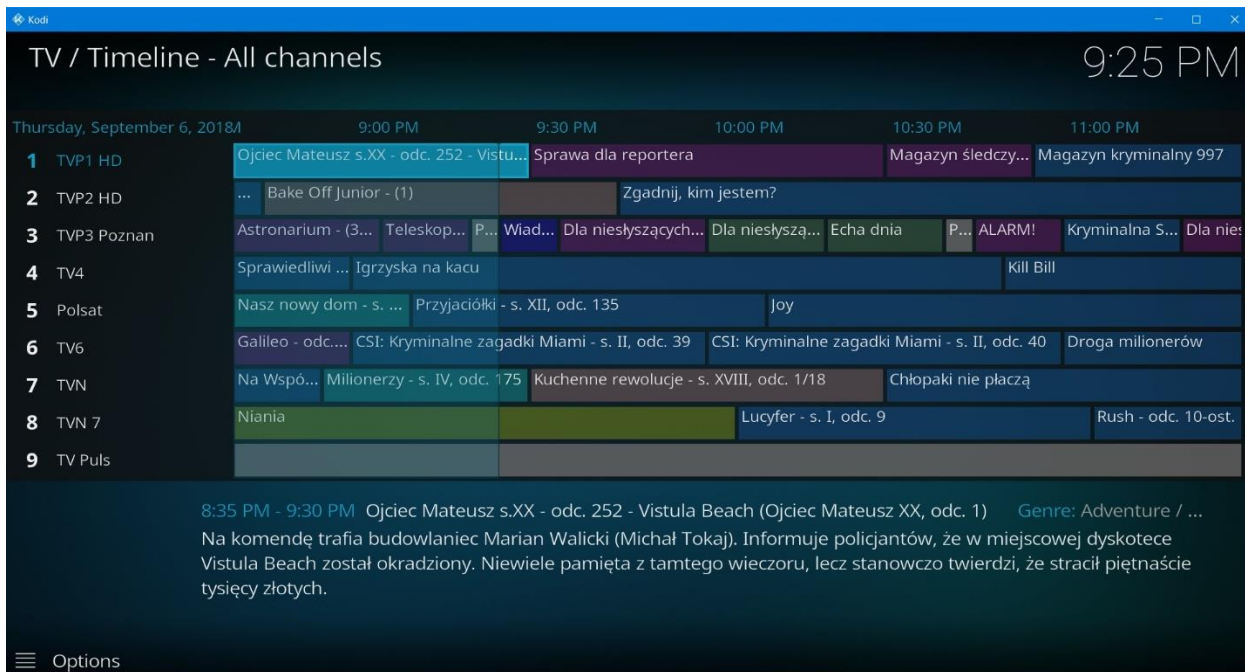 Kodi
TV / Timeline - All channels
9:25 PM
Thursday, September 6, 2018M 9:00 PM 9:30 PM 10:00 PM 10:30 PM 11:00 PM
1 TVP1 HD Ojciec Mateusz s.XX - odc. 252 - Vistu... Sprawa dla reportera Magazyn śledczy... Magazyn kryminalny 997
2 TVP2 HD ... Bake Off Junior - (1) Zgadnij, kim jestem?
3 TVP3 Poznan Astronarium - (3... Teleskop... P... Wiad... Dla niesłyszących... Dla niesłyszą... Echa dnia P... ALARM! Kryminalna S... Dla nies
4 TV4 Sprawiedliwi ... Igrzyska na kacu Kill Bill
5 Polsat Nasz nowy dom - s. ... Przyjaciółki - s. XII, odc. 135 Joy
6 TV6 Galileo - odc.... CSI: Kryminalne zagadki Miami - s. II, odc. 39 CSI: Kryminalne zagadki Miami - s. II, odc. 40 Droga milionerów
7 TVN Na Wspó... Milionerzy - s. IV, odc. 175 Kuchenne rewolucje - s. XVIII, odc. 1/18 Chłopaki nie płaczą
8 TVN 7 Niania Lucyfer - s. I, odc. 9 Rush - odc. 10-ost.
9 TV Puls
8:35 PM - 9:30 PM Ojciec Mateusz s.XX - odc. 252 - Vistula Beach (Ojciec Mateusz XX, odc. 1) Genre: Adventure / ...
Na komendę trafia budowlaniec Marian Walicki (Michał Tokaj). Informuje policjantów, że w miejscowej dyskotece
Vistula Beach został okradziony. Niewiele pamięta z tamtego wieczoru, lecz stanowczo twierdzi, że stracił piętnaście
tysięcy złotych.
Options